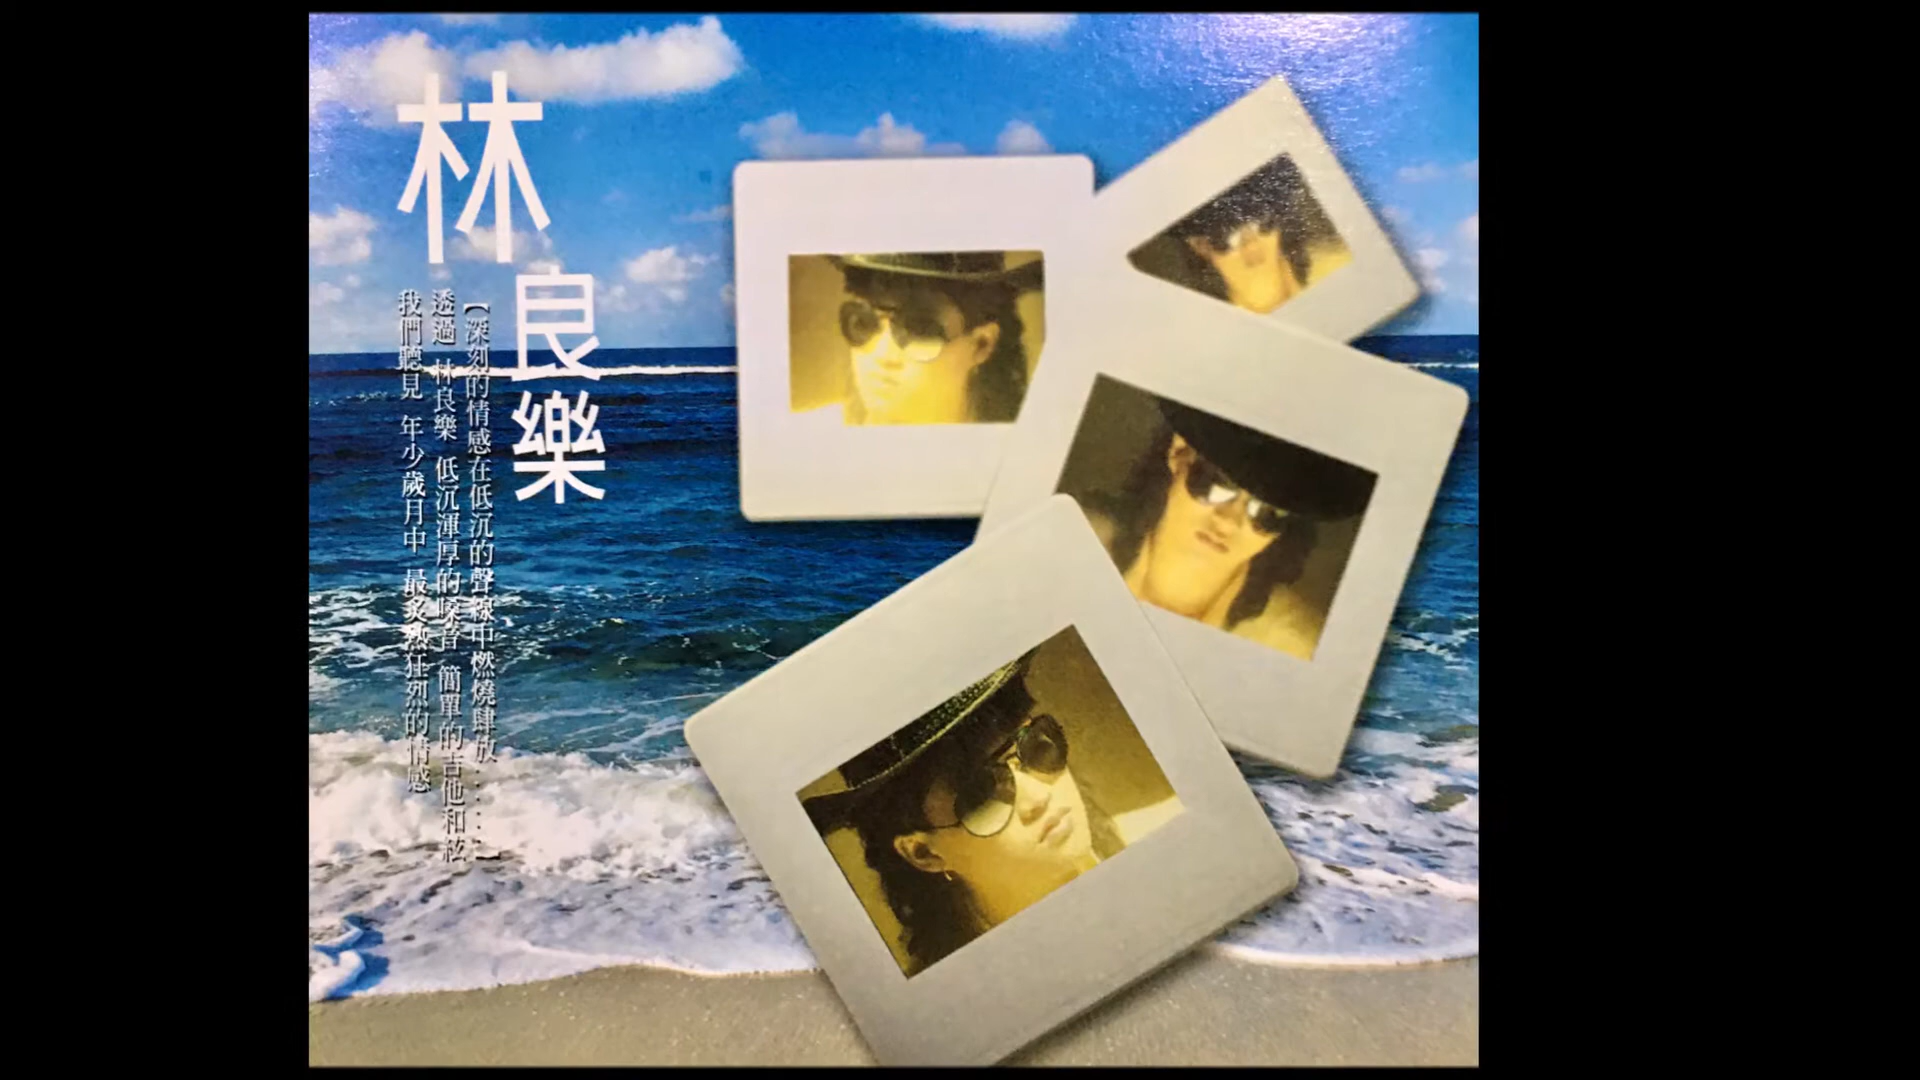 林良樂
【深刻的情感在低沉的聲線中燃燒肆放......】
透過 林良樂 低沉渾厚的嗓音 簡單的吉他和絃
我們聽見 年少歲月中 最炙熱狂烈的情感